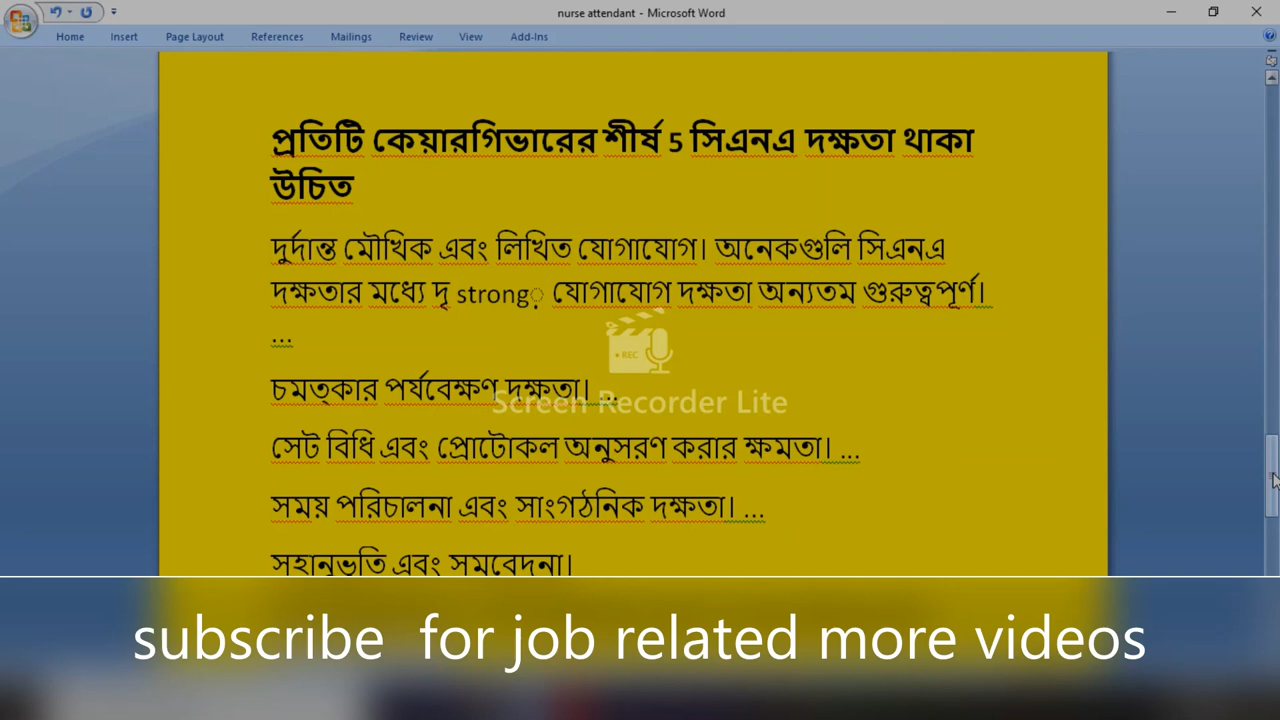 nurse attendant - Microsoft Word
Home Insert Page Layout References Mailings Review View Add-Ins
প্রতিটি কেয়ারগিভারের শীর্ষ 5 সিএনএ দক্ষতা থাকা
উচিত
দুর্দান্ত মৌখিক এবং লিখিত যোগাযোগ। অনেকগুলি সিএনএ
দক্ষতার মধ্যে দৃ strong় যোগাযোগ দক্ষতা অন্যতম গুরুত্বপূর্ণ।
...
REC
চমত্কার পর্যবেক্ষণ দক্ষতা। ...
Screen Recorder Lite
সেট বিধি এবং প্রোটোকল অনুসরণ করার ক্ষমতা। ...
সময় পরিচালনা এবং সাংগঠনিক দক্ষতা। ...
সহানুভূতি এবং সমবেদনা।
subscribe for job related more videos